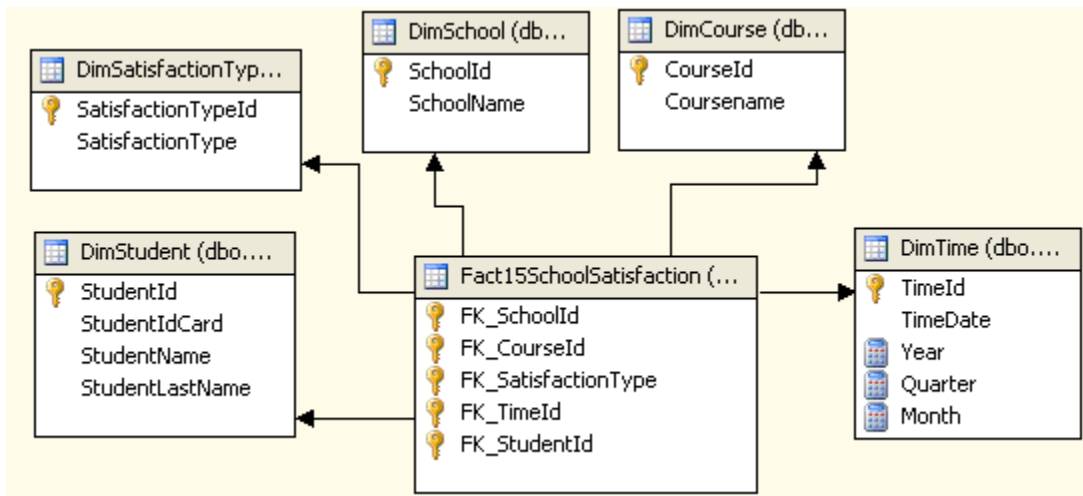 DimSatisfactionTyp...
SatisfactionTypeId
SatisfactionType
DimSchool (db...
SchoolId
SchoolName
DimCourse (db...
CourseId
Coursename
DimStudent (dbo....
StudentId
StudentIdCard
StudentName
StudentLastName
Fact15SchoolSatisfaction (...
FK_SchoolId
FK_CourseId
FK_SatisfactionType
FK_TimeId
FK_StudentId
DimTime (dbo....
TimeId
TimeDate
Year
Quarter
Month